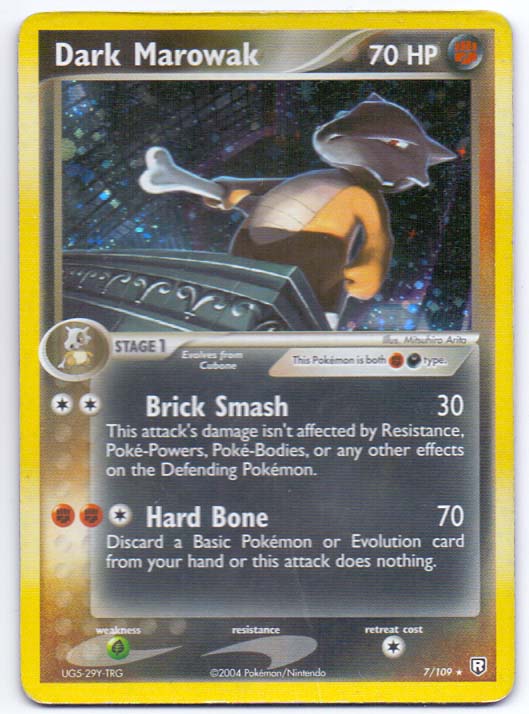 Dark Marowak 70 HP
Illus. Mitsuhiro Arita
STAGE 1
Evolves from
Cubone
This Pokémon is both type.
Brick Smash 30
This attack's damage isn't affected by Resistance,
Poké-Powers, Poké-Bodies, or any other effects
on the Defending Pokémon.
Hard Bone 70
Discard a Basic Pokémon or Evolution card
from your hand or this attack does nothing.
weakness resistance retreat cost
UG5-29Y-TRG ©2004 Pokémon/Nintendo 7/109 ★ R